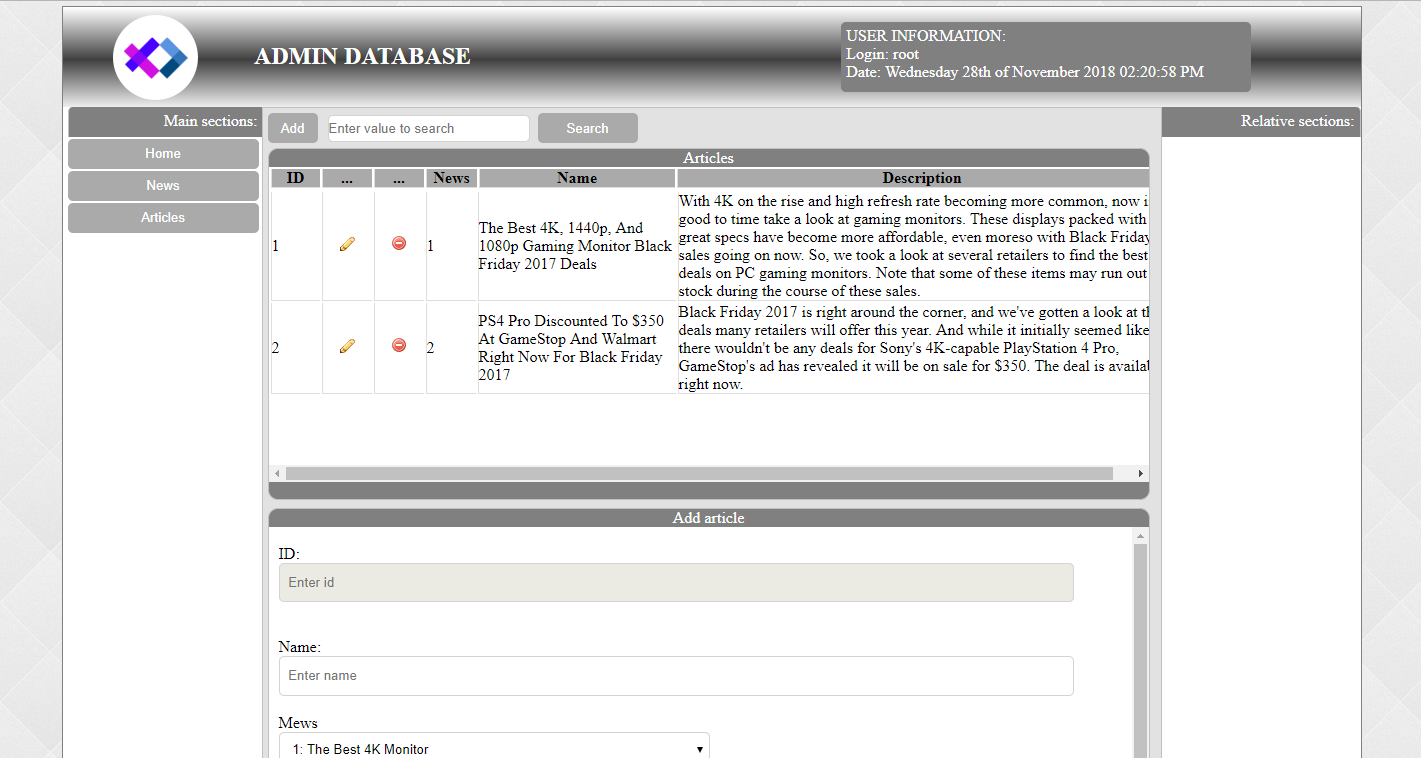 ADMIN DATABASE
USER INFORMATION:
Login: root
Date: Wednesday 28th of November 2018 02:20:58 PM
Main sections:
Home
News
Articles
Add
Enter value to search
Search
Relative sections:
Articles
ID ... ... News Name Description
1
1
The Best 4K, 1440p, And
1080p Gaming Monitor Black
Friday 2017 Deals
With 4K on the rise and high refresh rate becoming more common, now
good to time take a look at gaming monitors. These displays packed with
great specs have become more affordable, even moreso with Black Friday
sales going on now. So, we took a look at several retailers to find the best
deals on PC gaming monitors. Note that some of these items may run out
stock during the course of these sales.
2
2
PS4 Pro Discounted To $350
At GameStop And Walmart
Right Now For Black Friday
2017
Black Friday 2017 is right around the corner, and we've gotten a look at
deals many retailers will offer this year. And while it initially seemed like
there wouldn't be any deals for Sony's 4K-capable PlayStation 4 Pro,
GameStop's ad has revealed it will be on sale for $350. The deal is
right now.
Add article
ID:
Enter id
Name:
Enter name
Mews
1: The Best 4K Monitor